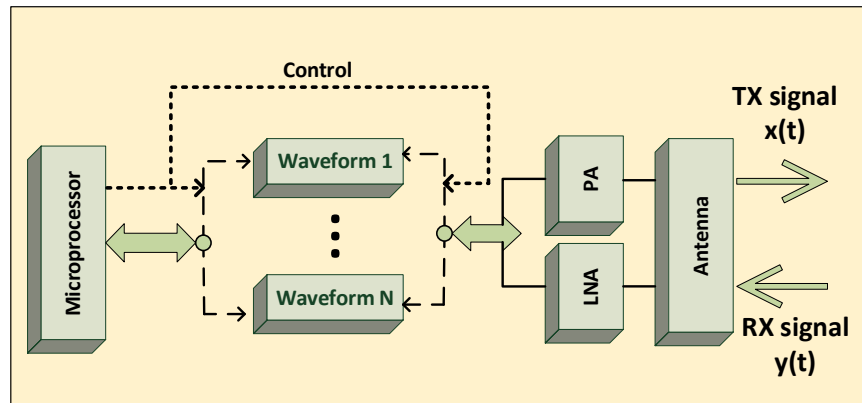 Control
Microprocessor
Waveform 1
Waveform N
PA
LNA
Antenna
TX signal
x(t)
RX signal
y(t)